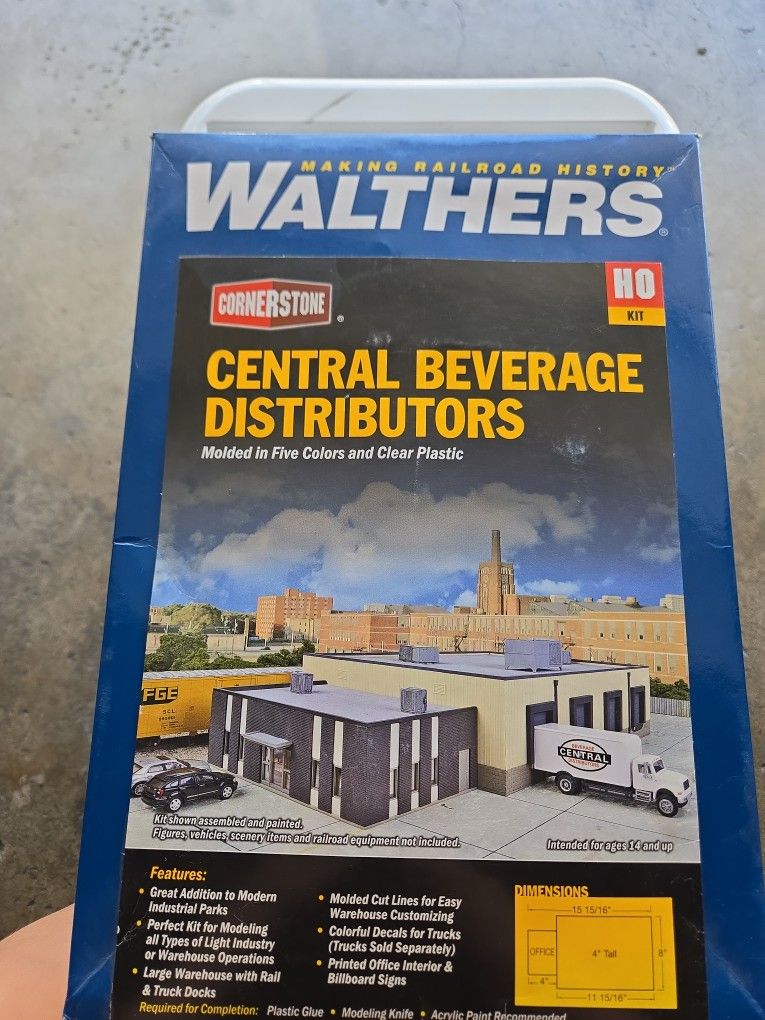 MAKING RAILROAD HISTORY™
WALTHERS®
CORNERSTONE®
HO
KIT
CENTRAL BEVERAGE
DISTRIBUTORS
Molded in Five Colors and Clear Plastic
FGE
SCL
BEVERAGE
CENTRAL
DISTRIBUTORS
Kit shown assembled and painted.
Figures, vehicles, scenery items and railroad equipment not included.
Intended for ages 14 and up
Features:
• Great Addition to Modern
Industrial Parks
• Perfect Kit for Modeling
all Types of Light Industry
or Warehouse Operations
• Large Warehouse with Rail
& Truck Docks
• Molded Cut Lines for Easy
Warehouse Customizing
• Colorful Decals for Trucks
(Trucks Sold Separately)
• Printed Office Interior &
Billboard Signs
DIMENSIONS
15 15/16"
OFFICE
4" Tall
8"
4"
11 15/16"
Required for Completion: Plastic Glue • Modeling Knife • Acrylic Paint Recommended